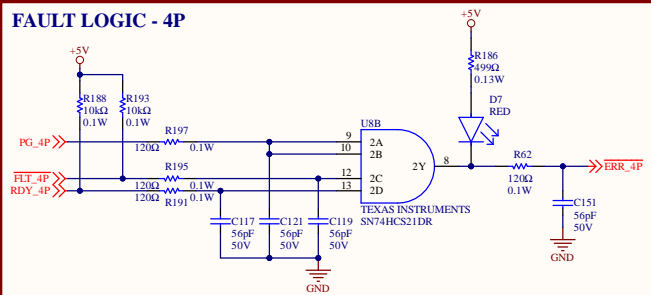 FAULT LOGIC - 4P
+5V
R186
499Ω
0.13W
+5V
D7
RED
R188
10kΩ
0.1W
R193
10kΩ
0.1W
U8B
PG_4P
R197
120Ω
0.1W
9
2A
10
2B
2Y
8
R62
120Ω
0.1W
ERR_4P
FLT_4P
R195
120Ω
0.1W
12
2C
RDY_4P
120Ω
0.1W
R191
13
2D
TEXAS INSTRUMENTS
SN74HCS21DR
C117
56pF
50V
C121
56pF
50V
C119
56pF
50V
C151
56pF
50V
GND
GND